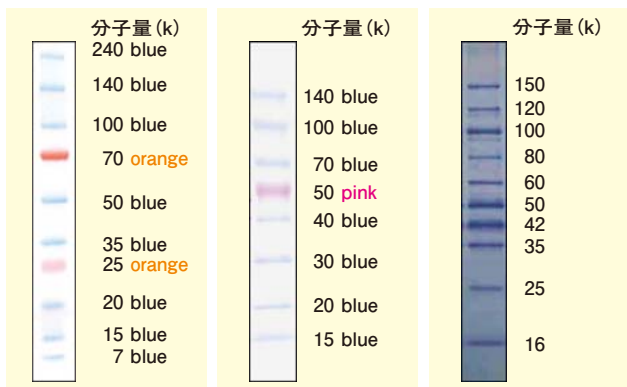 分子量(k)
240 blue
140 blue
100 blue
70 orange
50 blue
35 blue
25 orange
20 blue
15 blue
7 blue
分子量(k)
140 blue
100 blue
70 blue
50 pink
40 blue
30 blue
20 blue
15 blue
分子量(k)
150
120
100
80
60
50
42
35
25
16